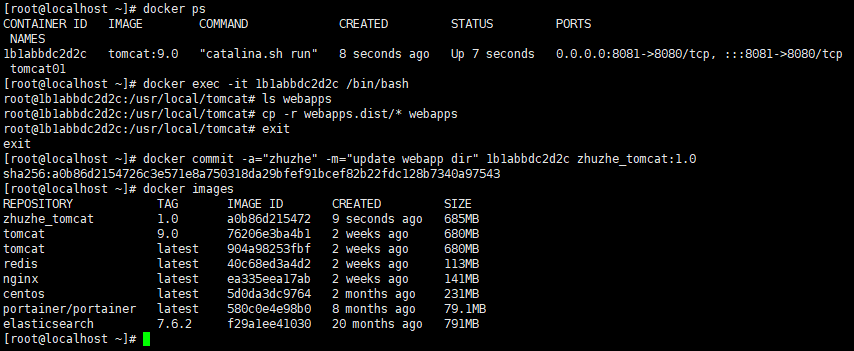 [root@localhost ~]# docker ps
CONTAINER ID   IMAGE        COMMAND             CREATED         STATUS         PORTS
 NAMES
1b1abbdc2d2c   tomcat:9.0   "catalina.sh run"   8 seconds ago   Up 7 seconds   0.0.0.0:8081->8080/tcp, :::8081->8080/tcp
 tomcat01
[root@localhost ~]# docker exec -it 1b1abbdc2d2c /bin/bash
root@1b1abbdc2d2c:/usr/local/tomcat# ls webapps
root@1b1abbdc2d2c:/usr/local/tomcat# cp -r webapps.dist/* webapps
root@1b1abbdc2d2c:/usr/local/tomcat# exit
exit
[root@localhost ~]# docker commit -a="zhuzhe" -m="update webapp dir" 1b1abbdc2d2c zhuzhe_tomcat:1.0
sha256:a0b86d2154726c3e571e8a750318da29bfef91bcef82b22fdc128b7340a97543
[root@localhost ~]# docker images
REPOSITORY            TAG       IMAGE ID       CREATED         SIZE
zhuzhe_tomcat         1.0       a0b86d215472   9 seconds ago   685MB
tomcat                9.0       76206e3ba4b1   2 weeks ago     680MB
tomcat                latest    904a98253fbf   2 weeks ago     680MB
redis                 latest    40c68ed3a4d2   2 weeks ago     113MB
nginx                 latest    ea335eea17ab   2 weeks ago     141MB
centos                latest    5d0da3dc9764   2 months ago    231MB
portainer/portainer   latest    580c0e4e98b0   8 months ago    79.1MB
elasticsearch         7.6.2     f29a1ee41030   20 months ago   791MB
[root@localhost ~]#